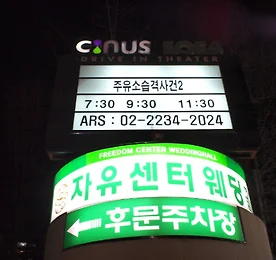 CINUS
DRIVE IN THEATER
주유소습격사건2
7:30 9:30 11:30
ARS : 02-2234-2024
FREEDOM CENTER WEDDINGHALL
자유센터웨딩
후문주차장